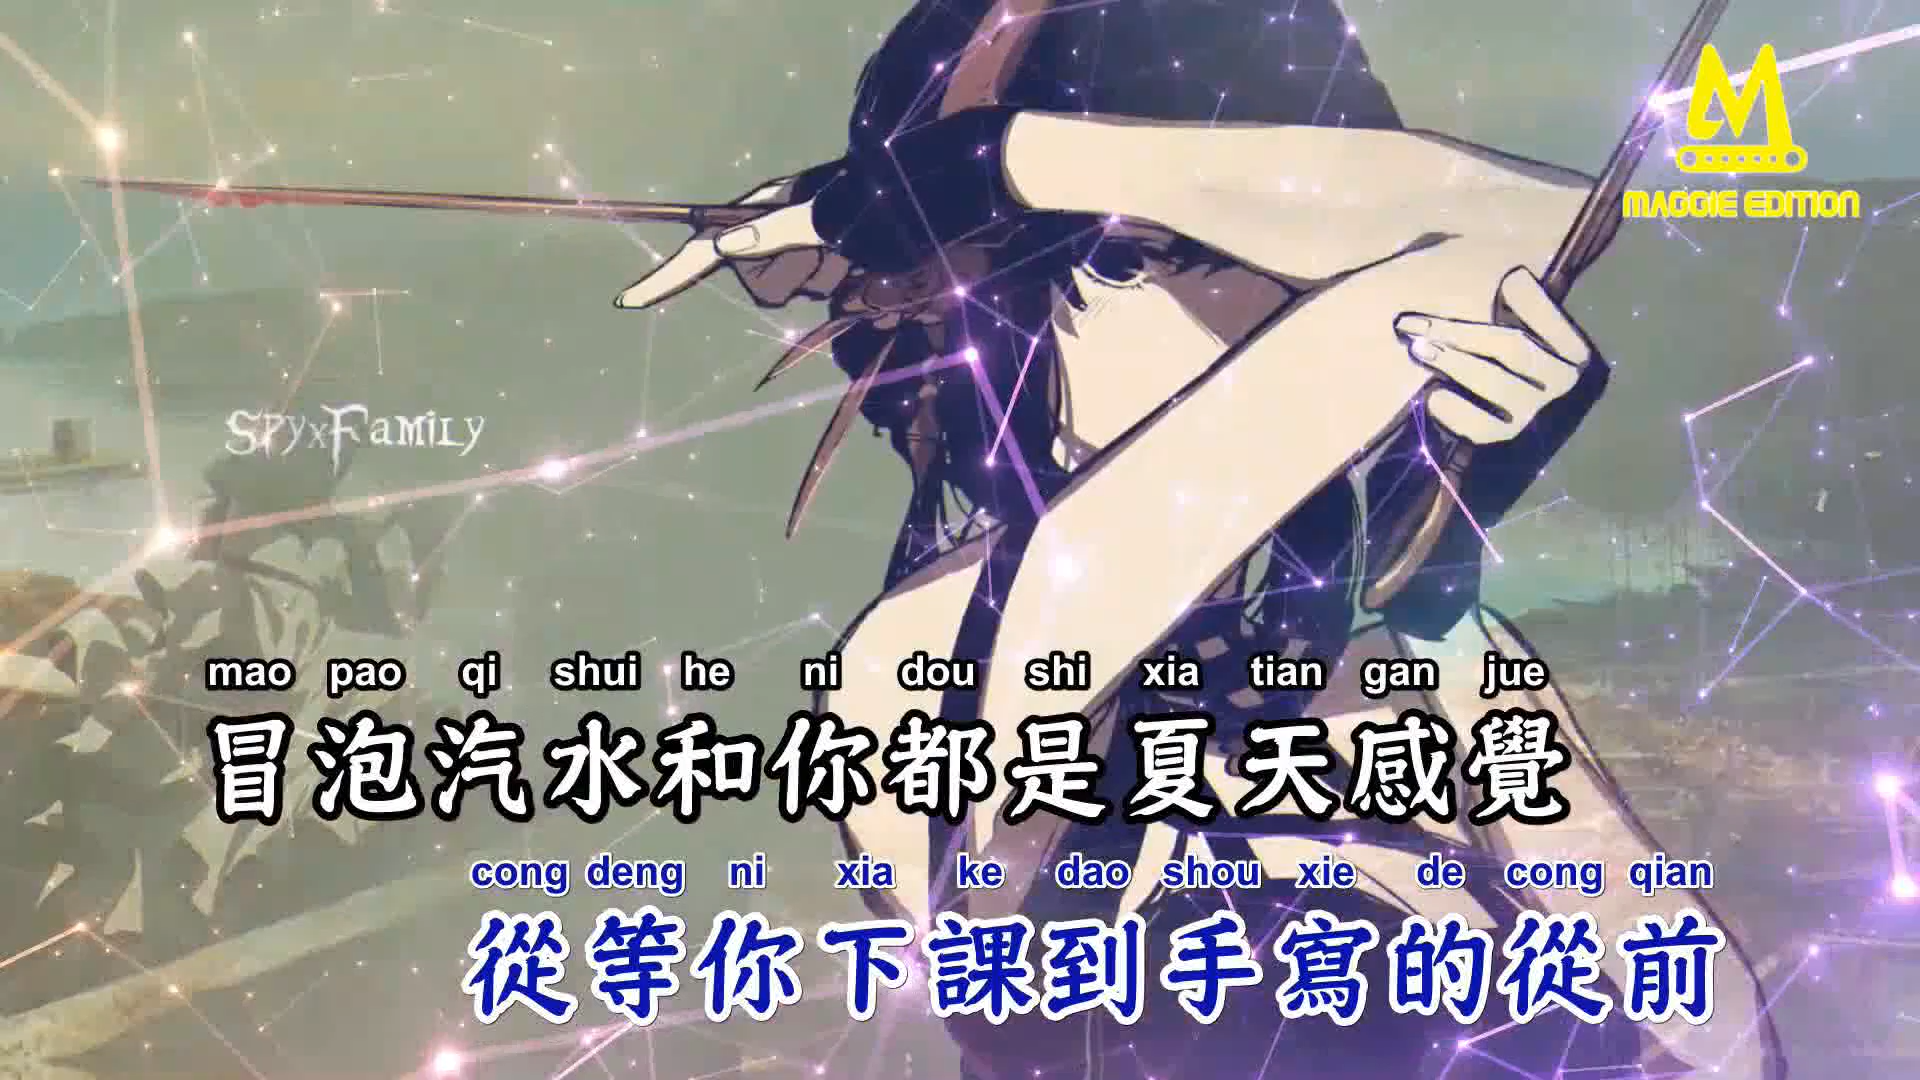 MAGGIE EDITION
SPYxFAMiLY
mao pao qi shui he ni dou shi xia tian gan jue
冒泡汽水和你都是夏天感覺
cong deng ni xia ke dao shou xie de cong qian
從等你下課到手寫的從前